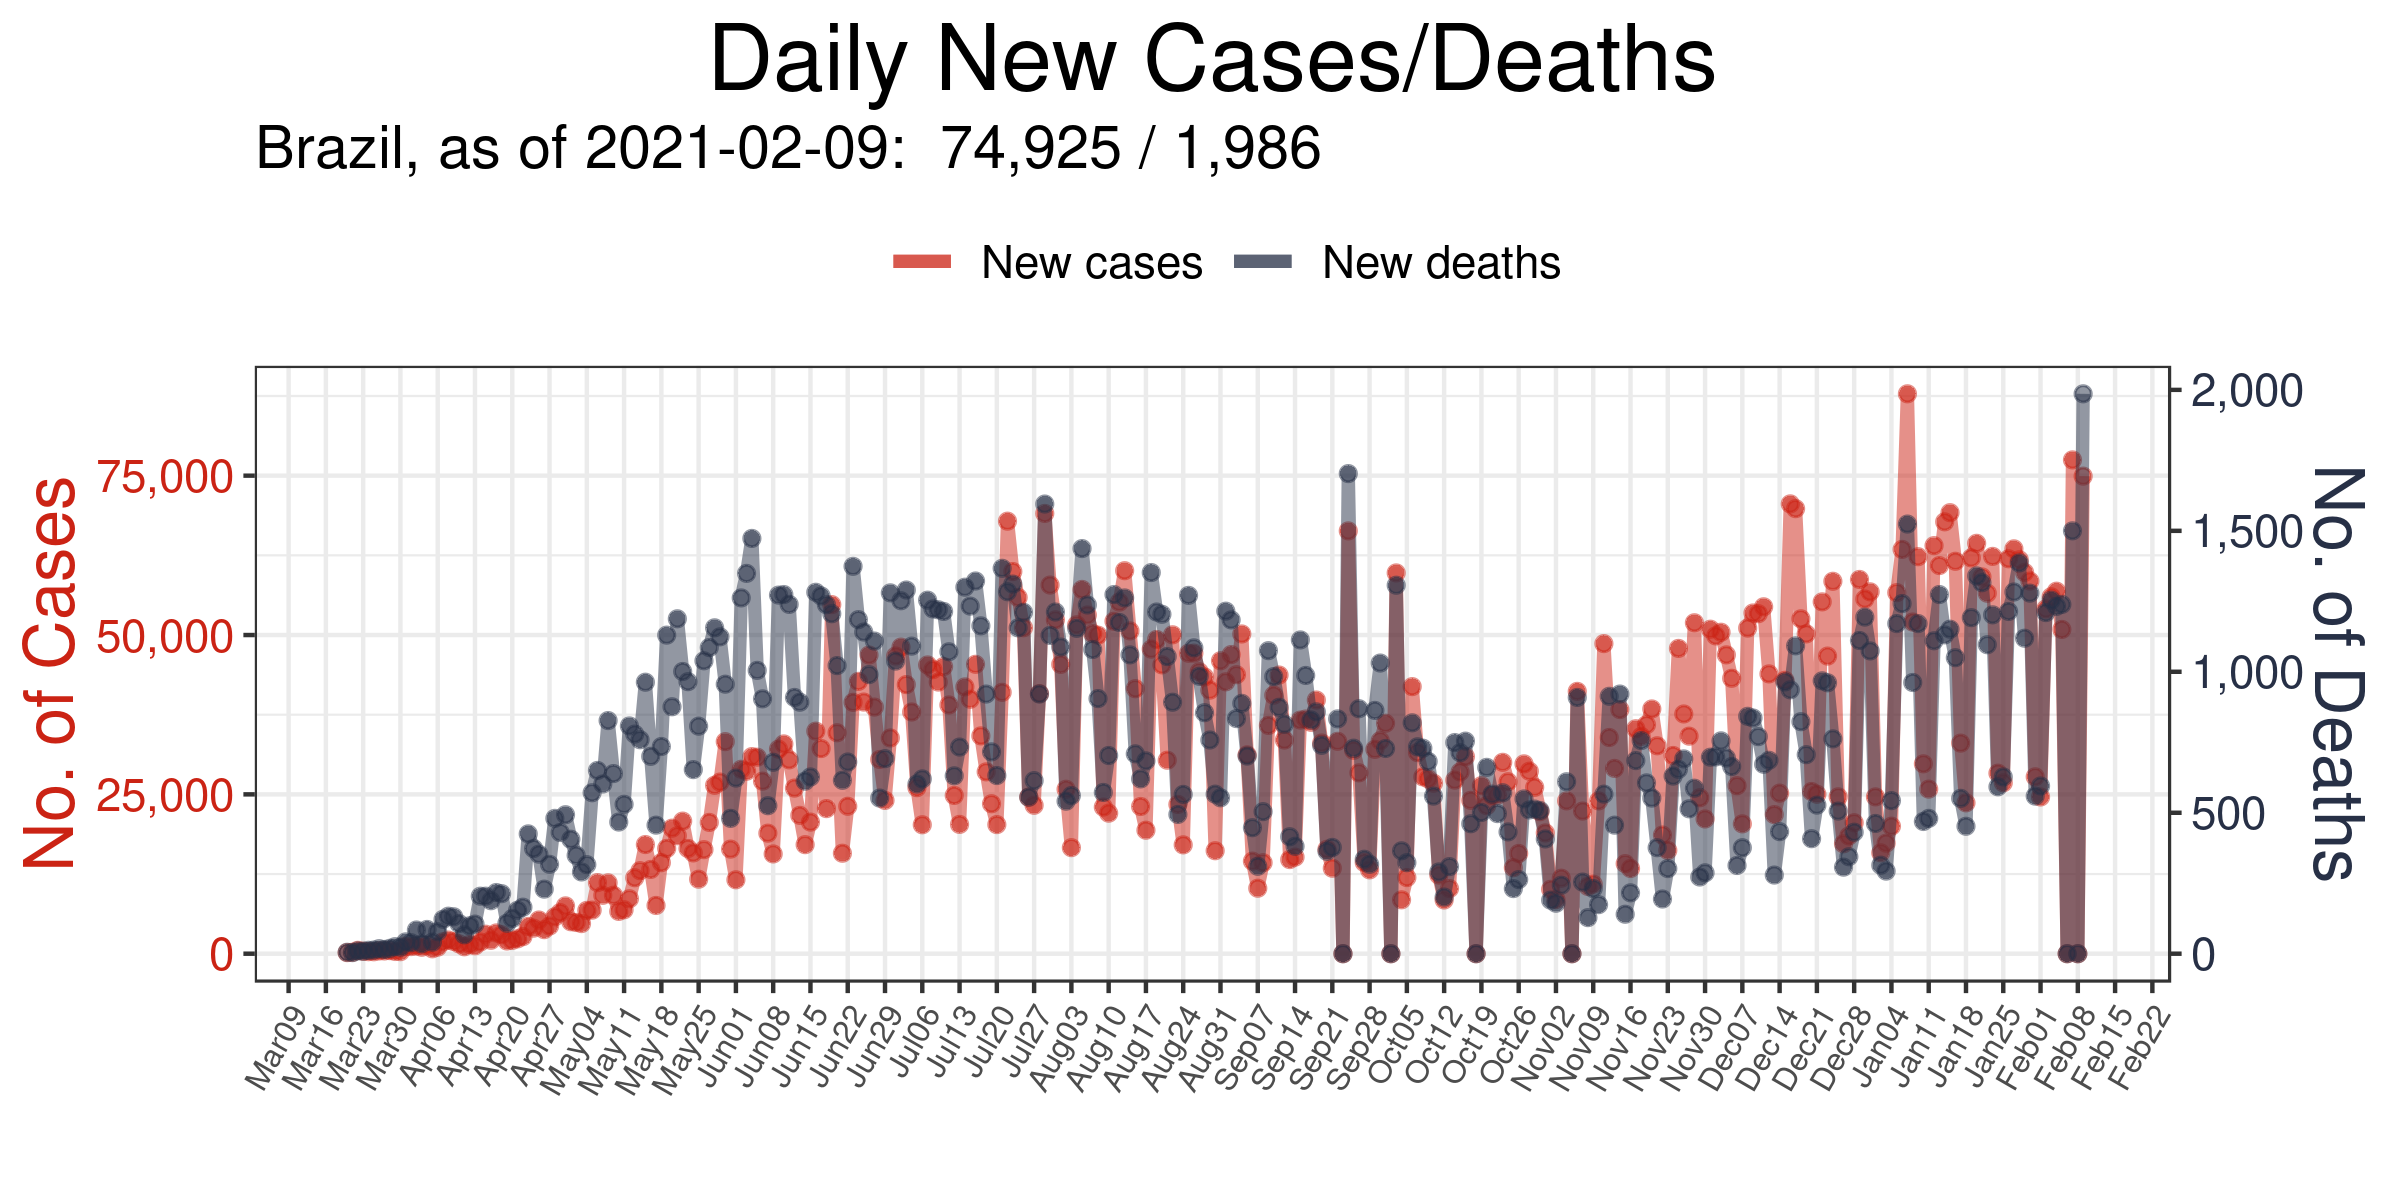 Daily New Cases/Deaths
Brazil, as of 2021-02-09:  74,925 / 1,986
New cases New deaths
No. of Cases
75,000
50,000
25,000
0
2,000
1,500
1,000
500
0
No. of Deaths
Mar09 Mar16 Mar23 Mar30 Apr06 Apr13 Apr20 Apr27 May04 May11 May18 May25 Jun01 Jun08 Jun15 Jun22 Jun29 Jul06 Jul13 Jul20 Jul27 Aug03 Aug10 Aug17 Aug24 Aug31 Sep07 Sep14 Sep21 Sep28 Oct05 Oct12 Oct19 Oct26 Nov02 Nov09 Nov16 Nov23 Nov30 Dec07 Dec14 Dec21 Dec28 Jan04 Jan11 Jan18 Jan25 Feb01 Feb08 Feb15 Feb22